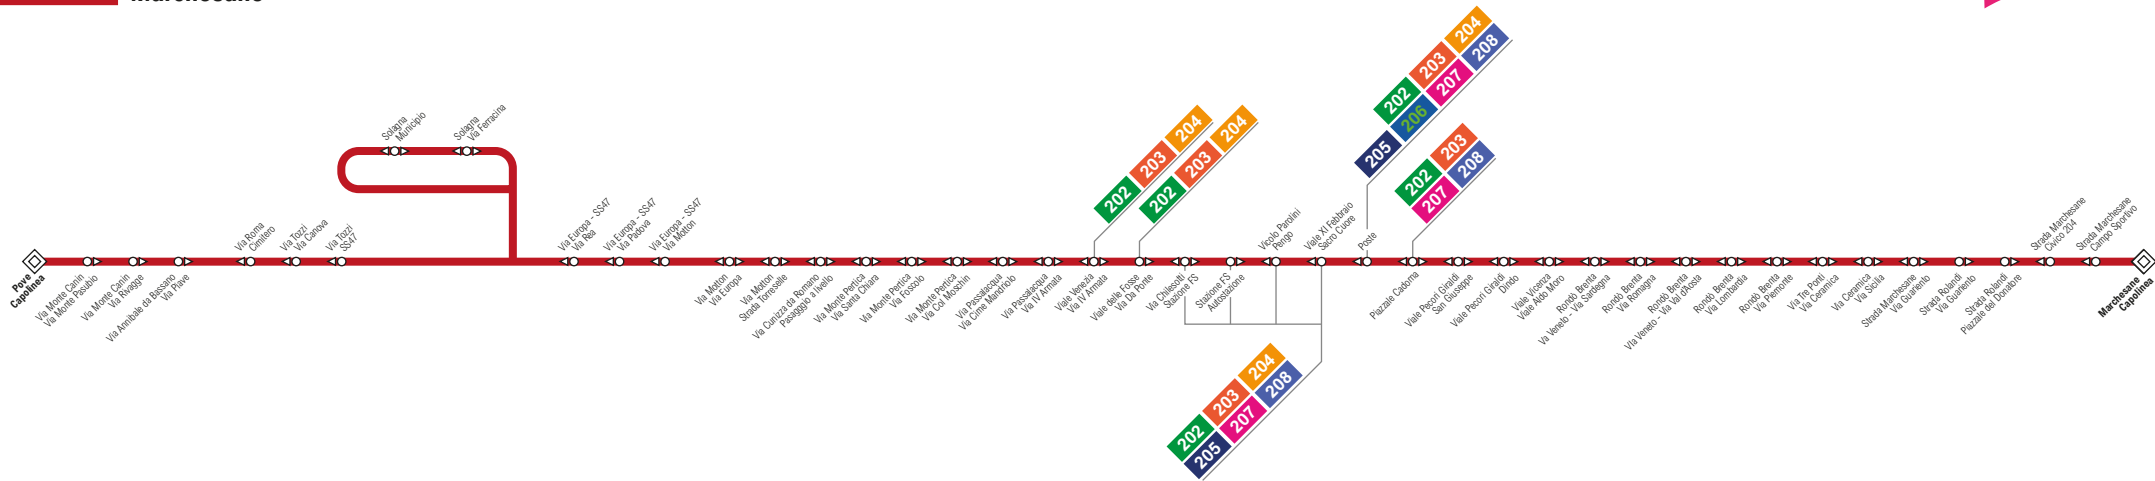 Pove
Capolinea
Via Monte Canin
Via Monte Pasubio
Via Monte Canin
Via Rivagge
Via Annibale da Bassano
Via Piave
Via Roma
Cimitero
Via Tozzi
Via Canova
Via Tozzi
SS47
Solagna
Municipio
Solagna
Via Ferracina
Via Europa - SS47
Via Rea
Via Europa - SS47
Via Padova
Via Europa - SS47
Via Motton
Via Motton
Via Europa
Via Motton
Strada Torreselle
Via Cunizza da Romano
Pasaggio a livello
Via Monte Pertica
Via Santa Chiara
Via Monte Pertica
Via Foscolo
Via Monte Pertica
Via Col Moschin
Via Passalacqua
Via Cime Mandriolo
Via Passalacqua
Via IV Armata
Viale Venezia
Via IV Armata
202
203
204
Viale delle Fosse
Via Da Ponte
202
203
204
Via Chilesotti
Stazione FS
Stazione FS
Autostazione
Vicolo Parolini
Pengo
Viale XI Febbraio
Sacro Cuore
202
203
204
205
207
208
Poste
202
203
204
205
206
207
208
Piazzale Cadorna
202
203
207
208
Viale Pecori Giraldi
San Giuseppe
Viale Pecori Giraldi
Dindo
Viale Vicenza
Viale Aldo Moro
Rondò Brenta
Va Veneto - Via Sardegna
Rondò Brenta
Via Romagna
Rondò Brenta
VIa Veneto - Via Val d'Aosta
Rondò Brenta
Via Lombardia
Rondò Brenta
Via Piemonte
Via Tre Ponti
Via Ceramica
Via Ceramica
Via Sicilia
Strada Marchesane
Via Guarlento
Strada Rolandi
Via Guarlento
Strada Rolandi
Piazzale del Donatore
Strada Marchesane
Civico 204
Strada Marchesane
Campo Sportivo
Marchesane
Capolinea